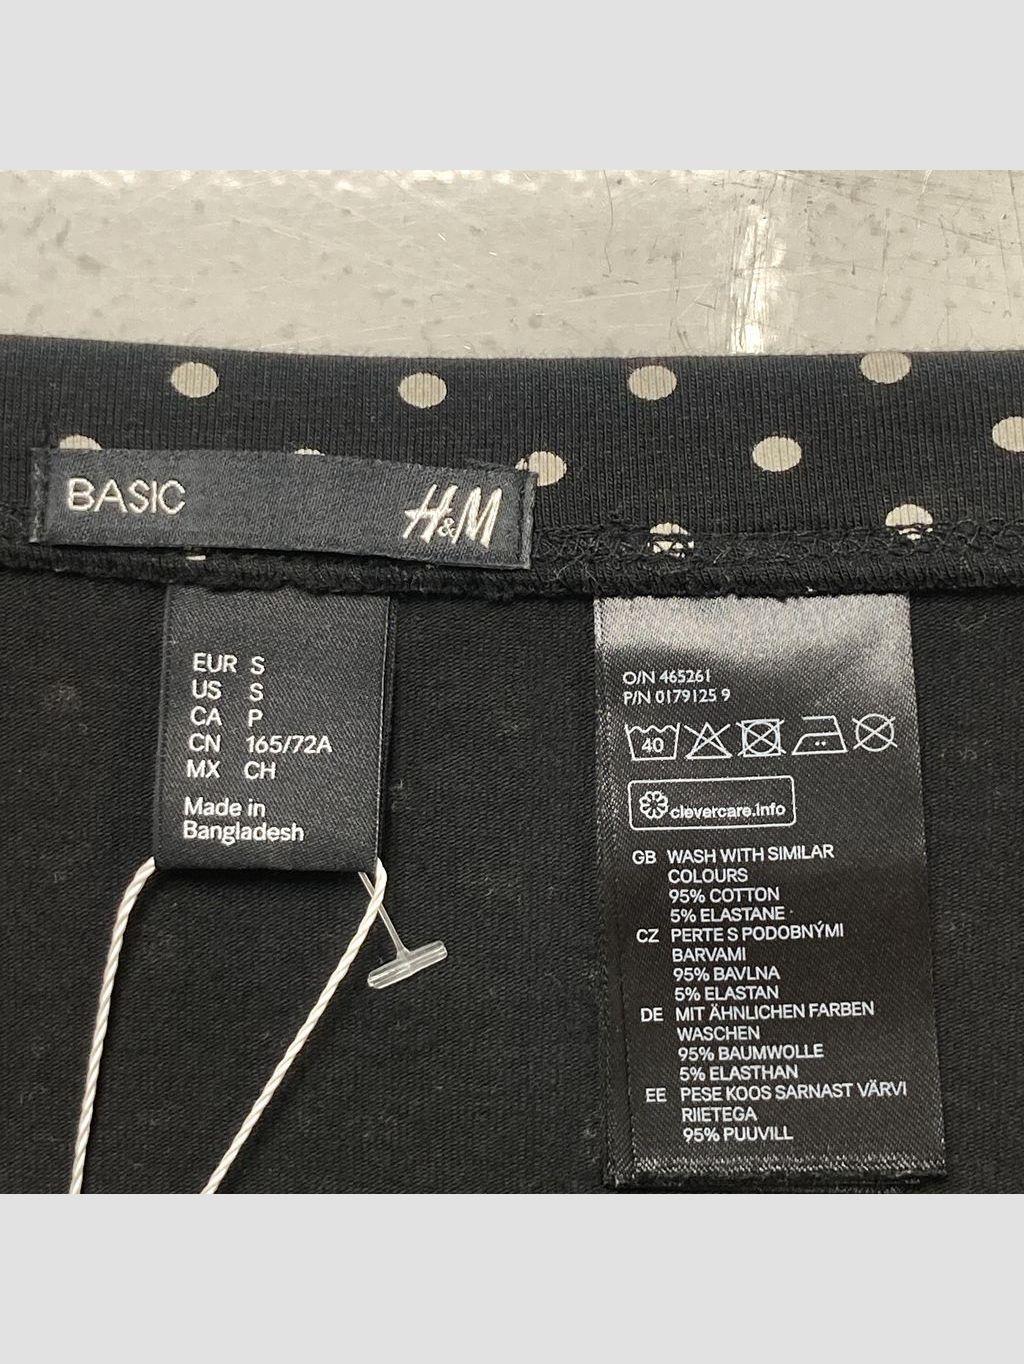 BASIC H&M
EUR S
US S
CA P
CN 165/72A
MX CH
Made in
Bangladesh
O/N 465261
P/N 0179125 9
40
clevercare.info
GB WASH WITH SIMILAR
COLOURS
95% COTTON
5% ELASTANE
CZ PERTE S PODOBNÝMI
BARVAMI
95% BAVLNA
5% ELASTAN
DE MIT ÄHNLICHEN FARBEN
WASCHEN
95% BAUMWOLLE
5% ELASTHAN
EE PESE KOOS SARNAST VÄRVI
RIIETEGA
95% PUUVILL